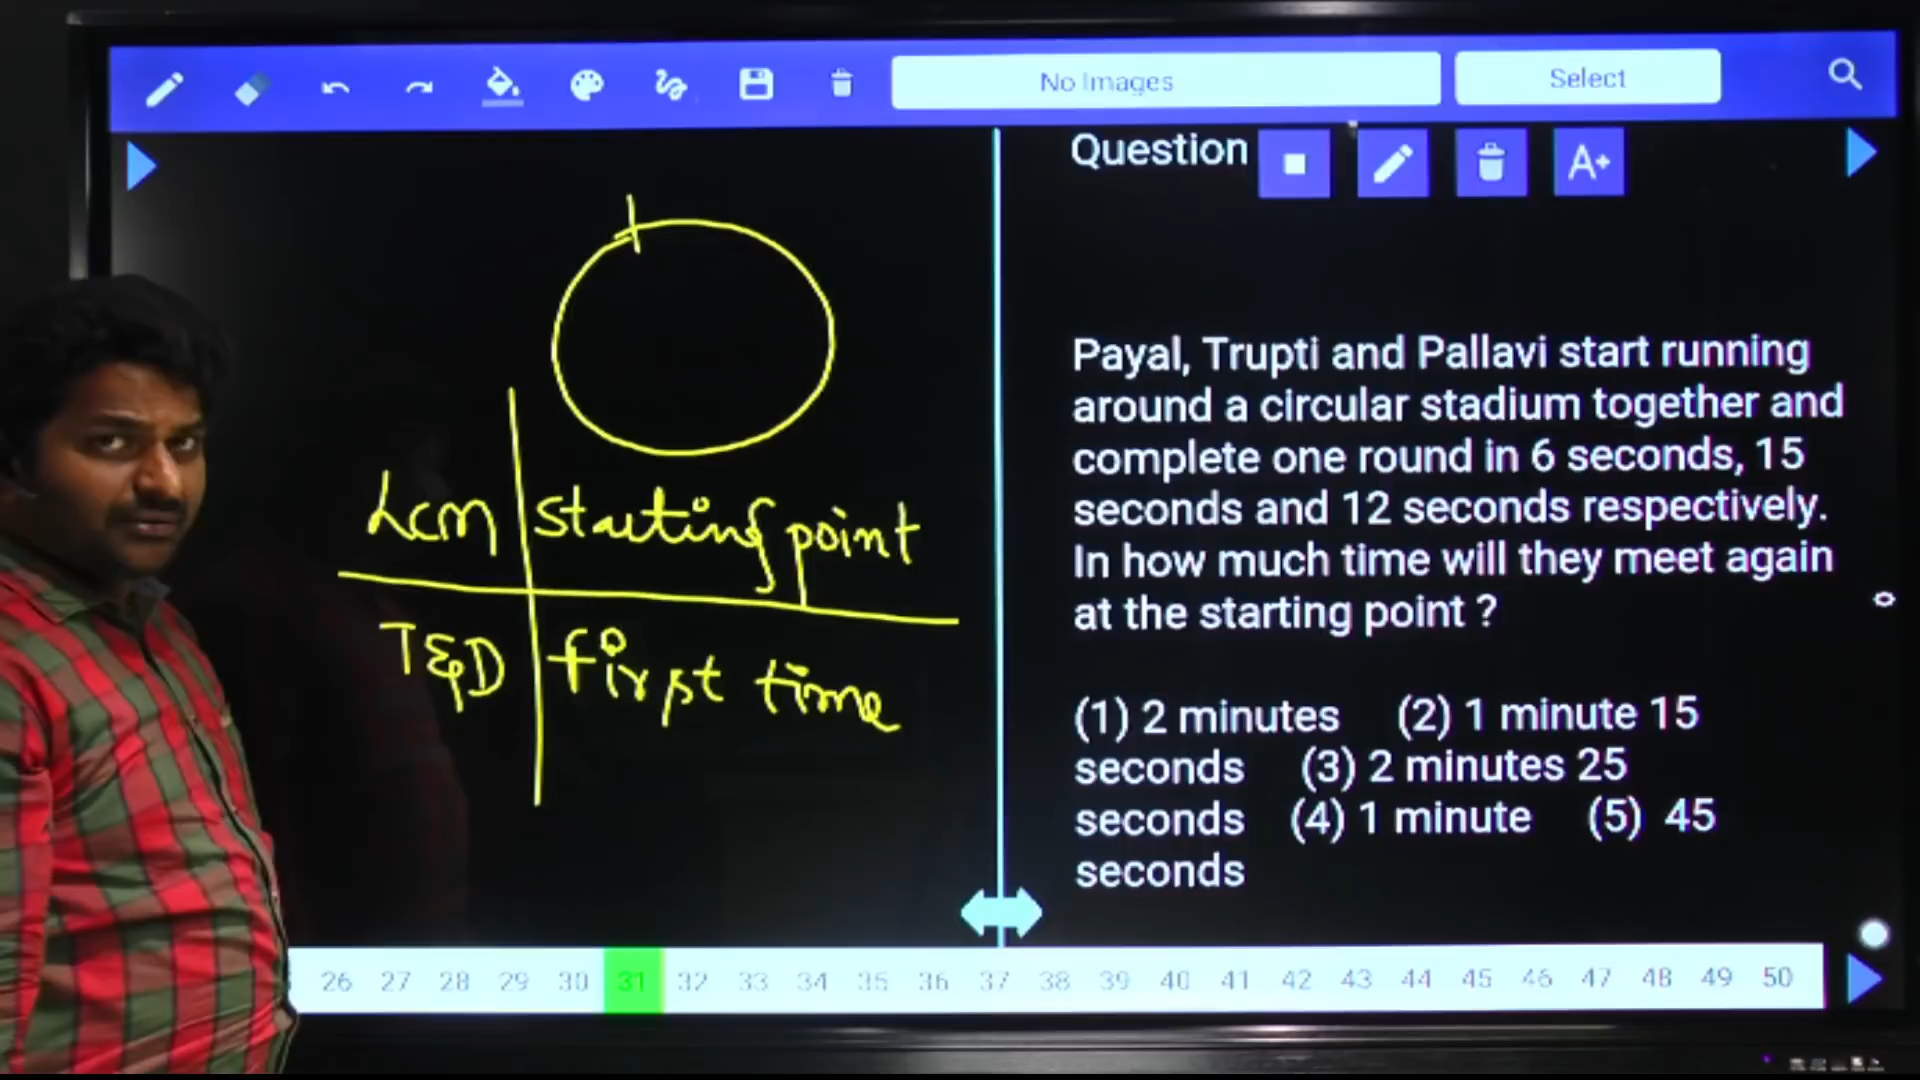 No Images
Select
Question
A+
Payal, Trupti and Pallavi start running
around a circular stadium together and
complete one round in 6 seconds, 15
seconds and 12 seconds respectively.
In how much time will they meet again
at the starting point ?
(1) 2 minutes (2) 1 minute 15
seconds (3) 2 minutes 25
seconds (4) 1 minute (5) 45
seconds
LCM starting point
T&D first time
26 27 28 29 30 31 32 33 34 35 36 37 38 39 40 41 42 43 44 45 46 47 48 49 50